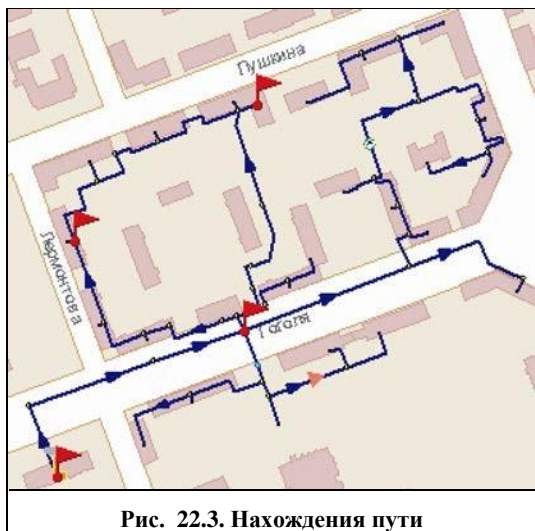 Пушкина
Лермонтова
Гоголя
Рис. 22.3. Нахождения пути